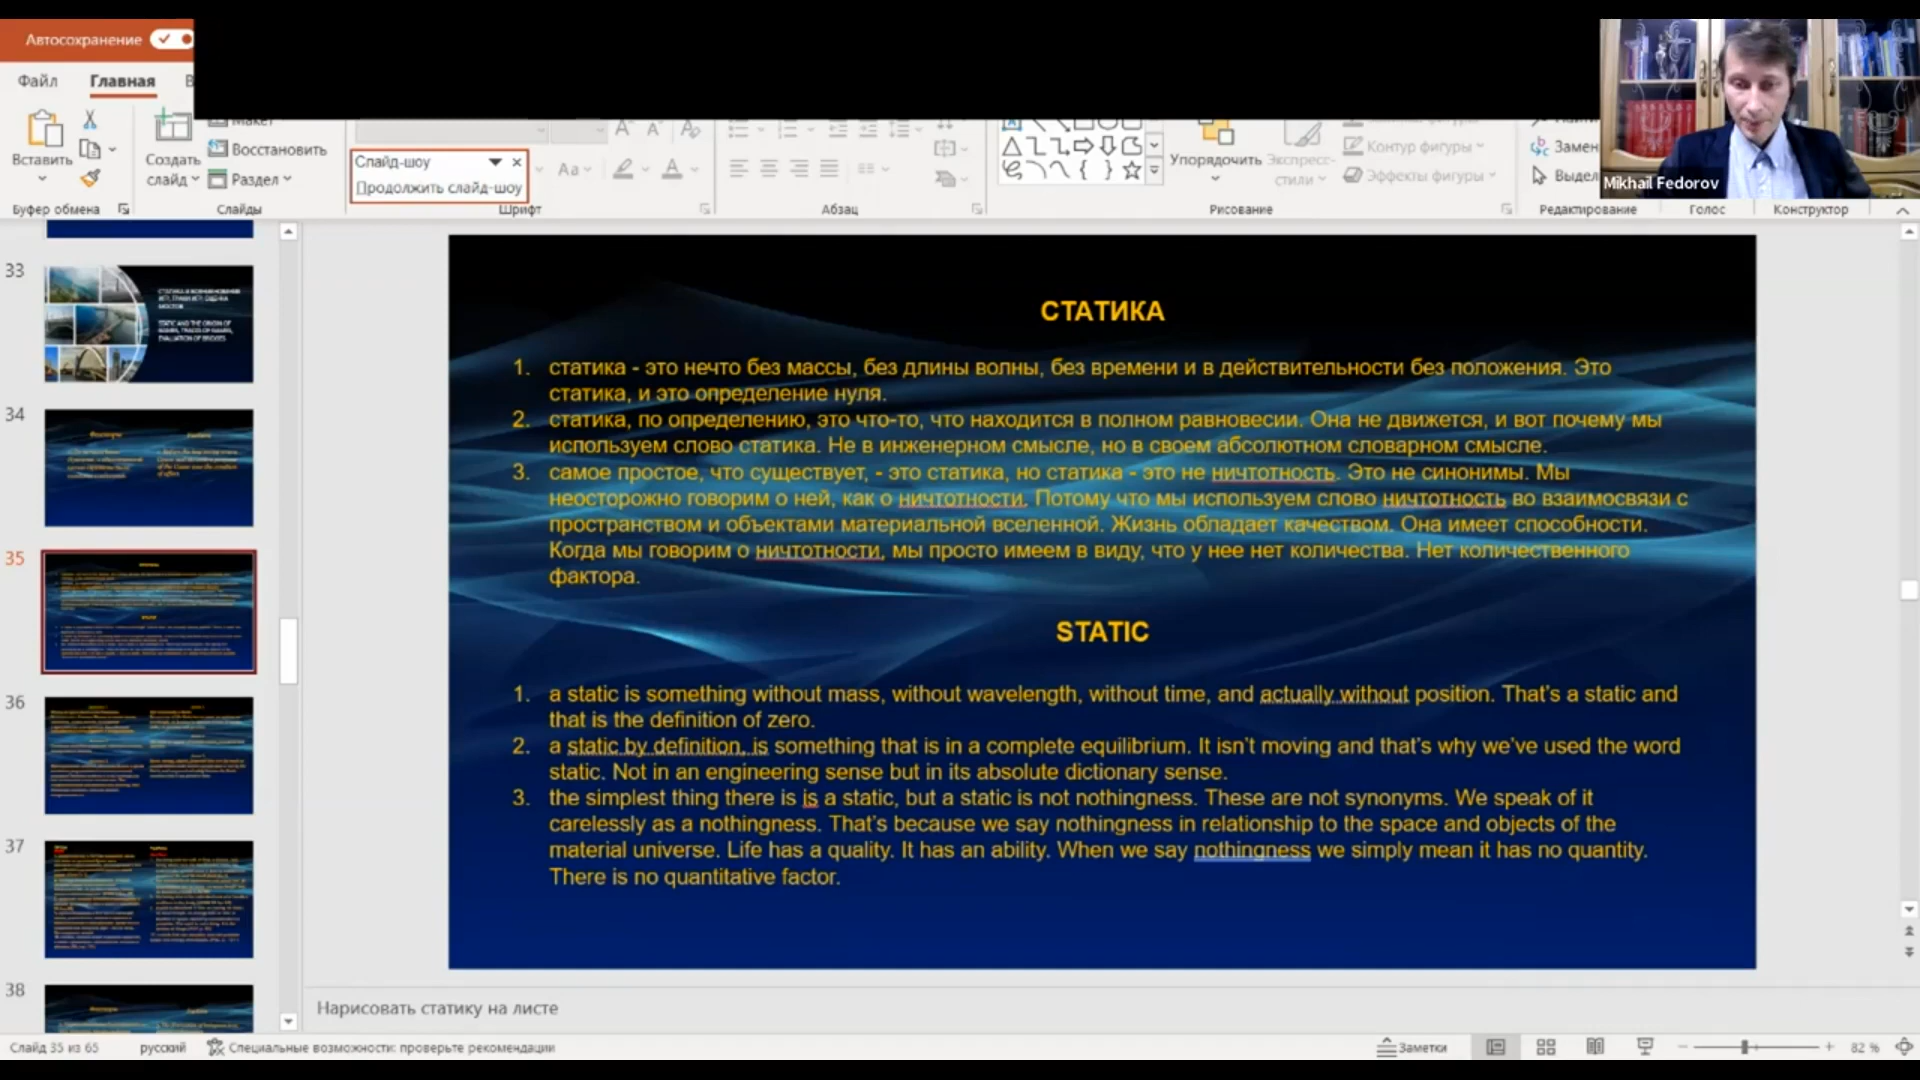 Автосохранение
Файл
Главная
В
Вставить
Создать
слайд
Макет
Восстановить
Раздел
Слайд-шоу
Продолжить слайд-шоу
Aa
Упорядочить
Экспресс-
стили
Контур фигуры
Эффекты фигуры
Замен
Выдел
Mikhail Fedorov
Буфер обмена
Слайды
Шрифт
Абзац
Рисование
Редактирование
Голос
Конструктор
33
34
35
36
37
38
СТАТИКА
1. статика - это нечто без массы, без длины волны, без времени и в действительности без положения. Это
статика, и это определение нуля.
2. статика, по определению, это что-то, что находится в полном равновесии. Она не движется, и вот почему мы
используем слово статика. Не в инженерном смысле, но в своем абсолютном словарном смысле.
3. самое простое, что существует, - это статика, но статика - это не ничтотность. Это не синонимы. Мы
неосторожно говорим о ней, как о ничтотности. Потому что мы используем слово ничтотность во взаимосвязи с
пространством и объектами материальной вселенной. Жизнь обладает качеством. Она имеет способности.
Когда мы говорим о ничтотности, мы просто имеем в виду, что у нее нет количества. Нет количественного
фактора.
STATIC
1. a static is something without mass, without wavelength, without time, and actually without position. That's a static and
that is the definition of zero.
2. a static by definition, is something that is in a complete equilibrium. It isn't moving and that's why we've used the word
static. Not in an engineering sense but in its absolute dictionary sense.
3. the simplest thing there is is a static, but a static is not nothingness. These are not synonyms. We speak of it
carelessly as a nothingness. That's because we say nothingness in relationship to the space and objects of the
material universe. Life has a quality. It has an ability. When we say nothingness we simply mean it has no quantity.
There is no quantitative factor.
Нарисовать статику на листе
Слайд 35 из 65
русский
Специальные возможности: проверьте рекомендации
Заметки
82 %